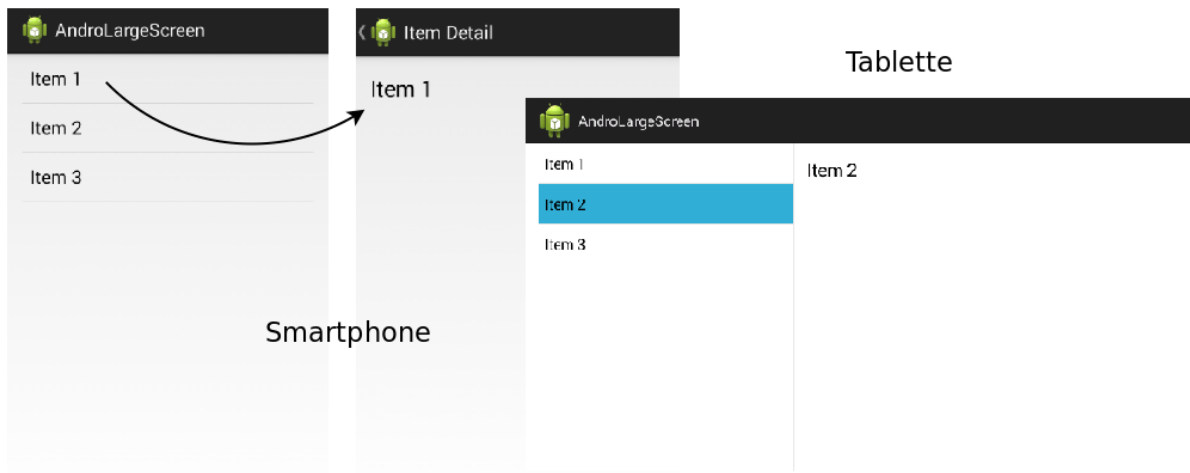 AndroLargeScreen
Item 1
Item 2
Item 3
Item Detail
Item 1
Smartphone
Tablette
AndroLargeScreen
Item 1
Item 2
Item 3
Item 2